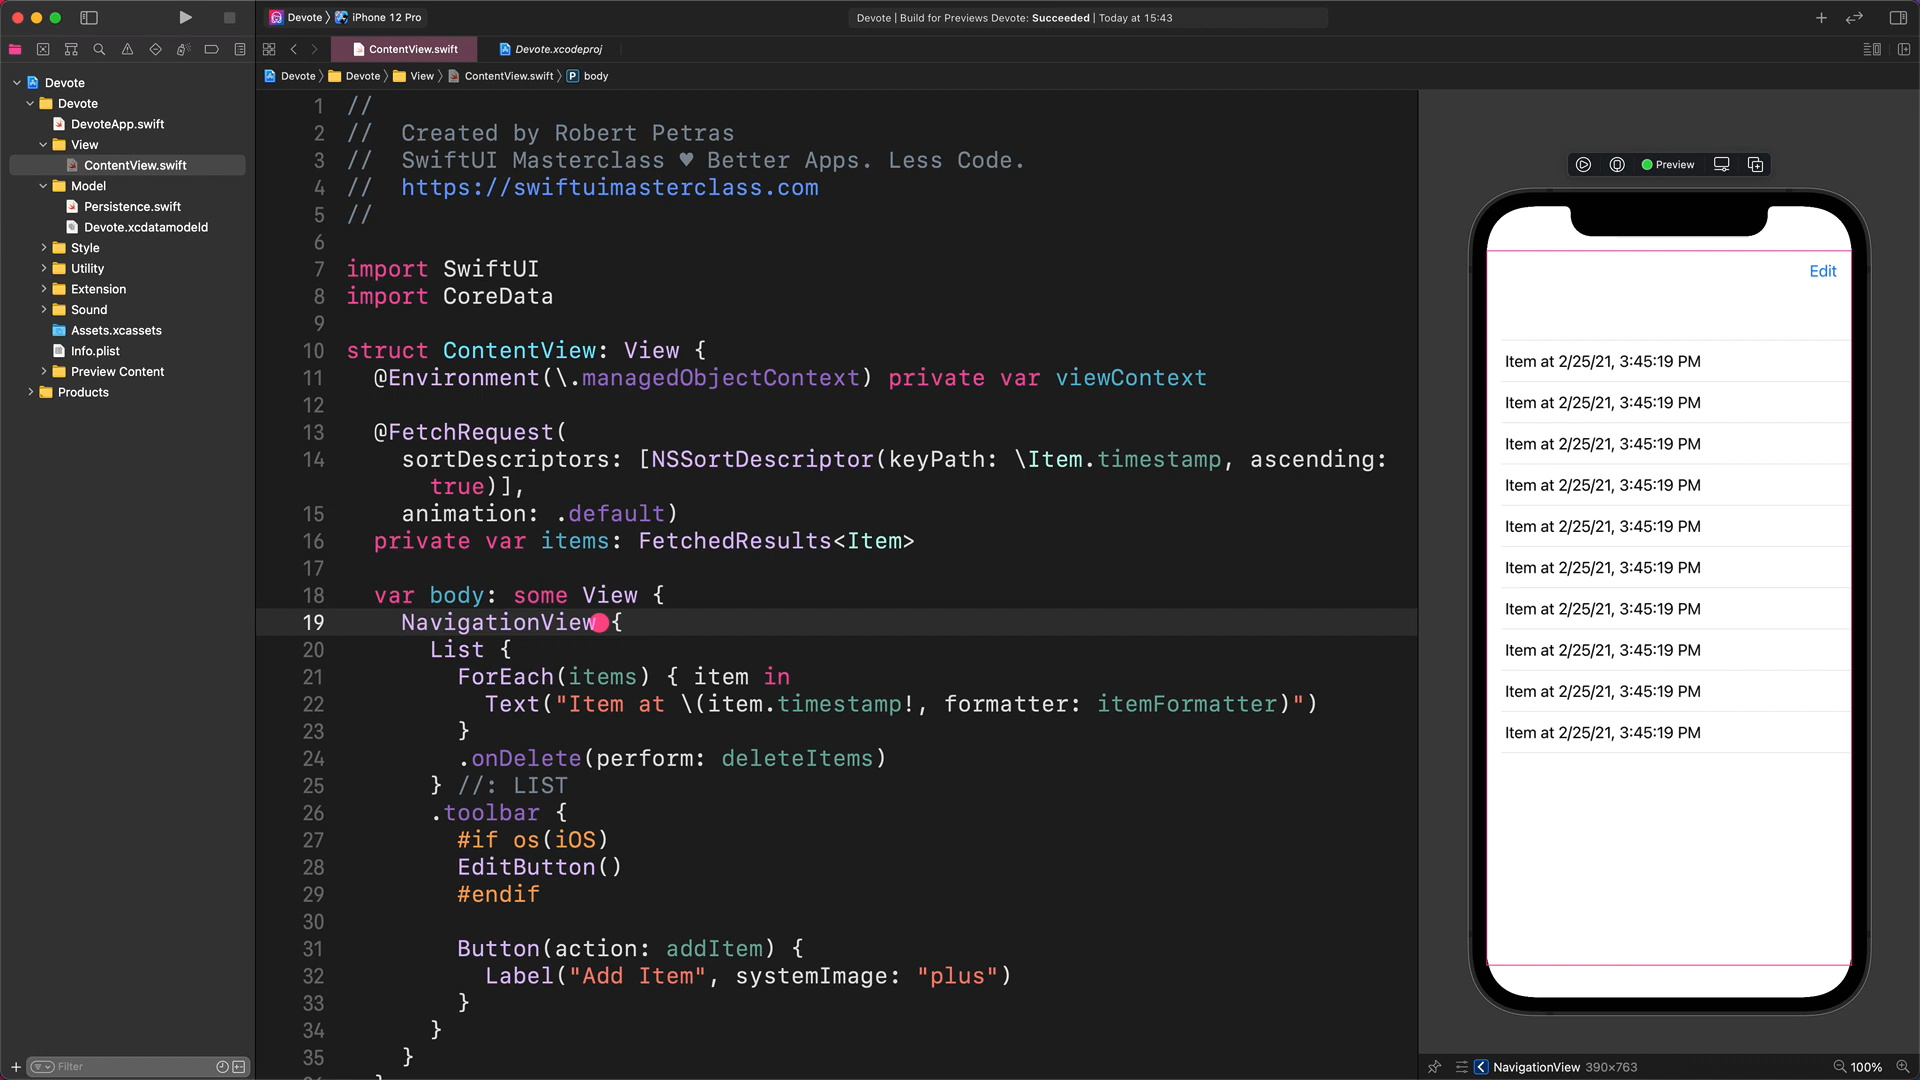 Devote › iPhone 12 Pro
Devote | Build for Previews Devote: Succeeded | Today at 15:43
ContentView.swift
Devote.xcodeproj
Devote › Devote › View › ContentView.swift › P body
Devote
Devote
DevoteApp.swift
View
ContentView.swift
Model
Persistence.swift
Devote.xcdatamodeld
Style
Utility
Extension
Sound
Assets.xcassets
Info.plist
Preview Content
Products
Filter
1 //
2 //  Created by Robert Petras
3 //  SwiftUI Masterclass ♥ Better Apps. Less Code.
4 //  https://swiftuimasterclass.com
5 //
6
7 import SwiftUI
8 import CoreData
9
10 struct ContentView: View {
11   @Environment(\.managedObjectContext) private var viewContext
12
13   @FetchRequest(
14     sortDescriptors: [NSSortDescriptor(keyPath: \Item.timestamp, ascending:
true)],
15     animation: .default)
16   private var items: FetchedResults<Item>
17
18   var body: some View {
19     NavigationView {
20       List {
21         ForEach(items) { item in
22           Text("Item at \(item.timestamp!, formatter: itemFormatter)")
23         }
24         .onDelete(perform: deleteItems)
25       } //: LIST
26       .toolbar {
27         #if os(iOS)
28         EditButton()
29         #endif
30
31         Button(action: addItem) {
32           Label("Add Item", systemImage: "plus")
33         }
34       }
35     }
Preview
Edit
Item at 2/25/21, 3:45:19 PM
Item at 2/25/21, 3:45:19 PM
Item at 2/25/21, 3:45:19 PM
Item at 2/25/21, 3:45:19 PM
Item at 2/25/21, 3:45:19 PM
Item at 2/25/21, 3:45:19 PM
Item at 2/25/21, 3:45:19 PM
Item at 2/25/21, 3:45:19 PM
Item at 2/25/21, 3:45:19 PM
Item at 2/25/21, 3:45:19 PM
NavigationView 390×763
100%